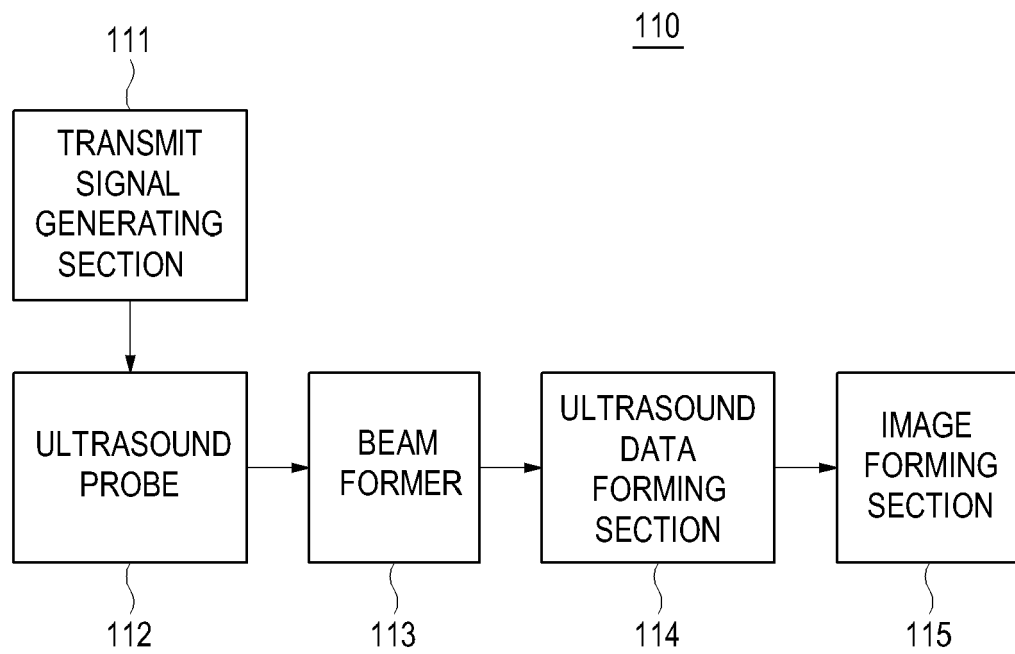 110
111
TRANSMIT
SIGNAL
GENERATING
SECTION
ULTRASOUND
PROBE
BEAM
FORMER
ULTRASOUND
DATA
FORMING
SECTION
IMAGE
FORMING
SECTION
112
113
114
115